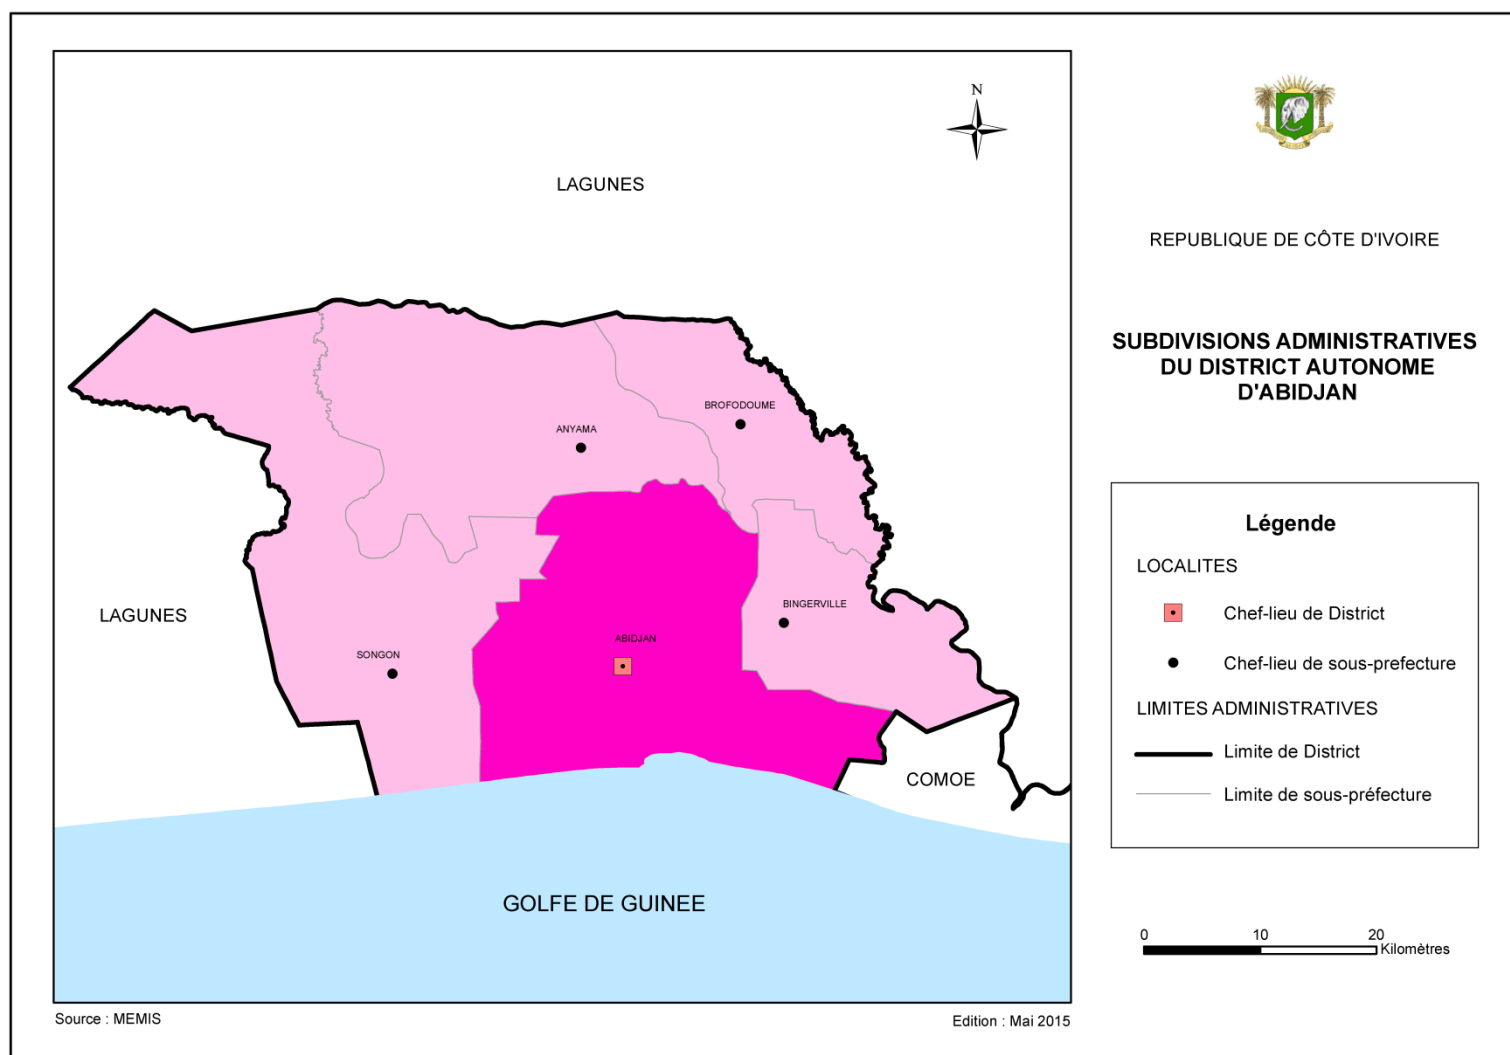 N
LAGUNES
BROFODOUME
ANYAMA
LAGUNES
BINGERVILLE
ABIDJAN
SONGON
COMOE
GOLFE DE GUINEE
Source : MEMIS
Edition : Mai 2015
REPUBLIQUE DE CÔTE D'IVOIRE
SUBDIVISIONS ADMINISTRATIVES
DU DISTRICT AUTONOME
D'ABIDJAN
Légende
LOCALITES
Chef-lieu de District
Chef-lieu de sous-prefecture
LIMITES ADMINISTRATIVES
Limite de District
Limite de sous-préfecture
0 10 20
Kilomètres